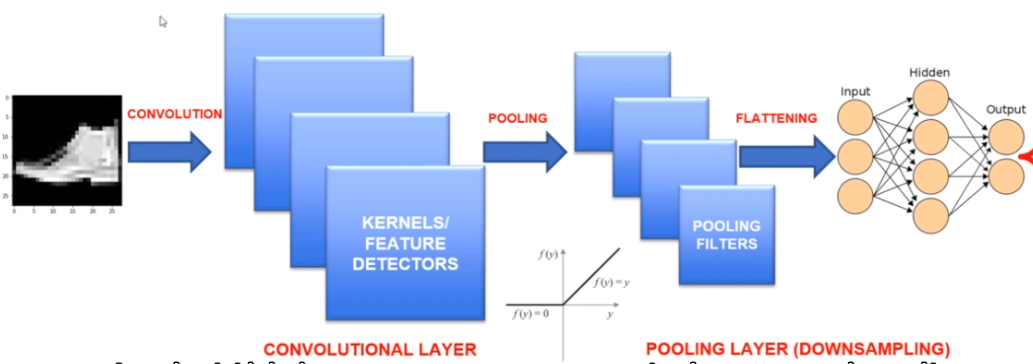 CONVOLUTION
KERNELS/
FEATURE
DETECTORS
POOLING
POOLING
FILTERS
FLATTENING
Input
Hidden
Output
0
5
10
15
20
25
0 5 10 15 20 25
f(y)
f(y) = y
f(y) = 0
y
CONVOLUTIONAL LAYER
POOLING LAYER (DOWNSAMPLING)